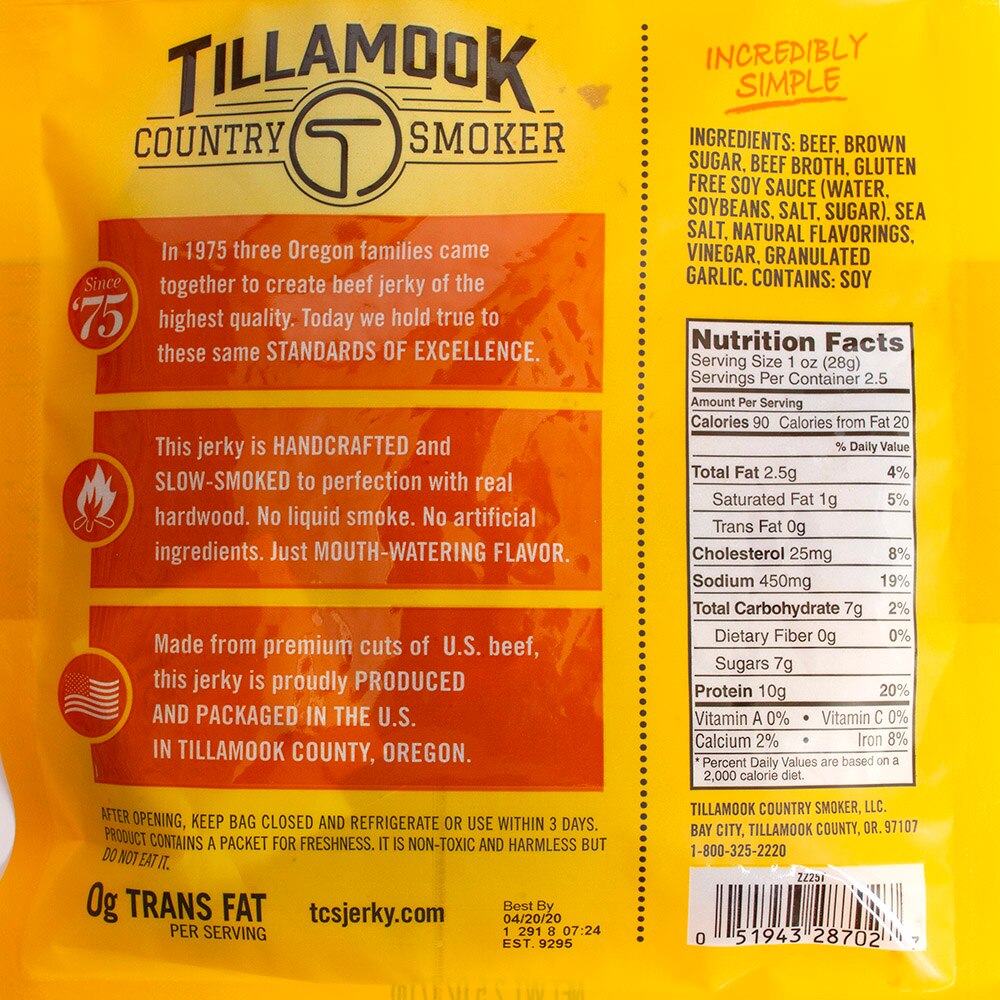 TILLAMOOK
COUNTRY SMOKER
Since
'75
In 1975 three Oregon families came
together to create beef jerky of the
highest quality. Today we hold true to
these same STANDARDS OF EXCELLENCE.
This jerky is HANDCRAFTED and
SLOW-SMOKED to perfection with real
hardwood. No liquid smoke. No artificial
ingredients. Just MOUTH-WATERING FLAVOR.
Made from premium cuts of U.S. beef,
this jerky is proudly PRODUCED
AND PACKAGED IN THE U.S.
IN TILLAMOOK COUNTY, OREGON.
AFTER OPENING, KEEP BAG CLOSED AND REFRIGERATE OR USE WITHIN 3 DAYS.
PRODUCT CONTAINS A PACKET FOR FRESHNESS. IT IS NON-TOXIC AND HARMLESS BUT
DO NOT EAT IT.
0g TRANS FAT
PER SERVING
tcsjerky.com
Best By
04/20/20
1 291 8 07:24
EST. 9295
INCREDIBLY
SIMPLE
INGREDIENTS: BEEF, BROWN
SUGAR, BEEF BROTH, GLUTEN
FREE SOY SAUCE (WATER,
SOYBEANS, SALT, SUGAR), SEA
SALT, NATURAL FLAVORINGS,
VINEGAR, GRANULATED
GARLIC. CONTAINS: SOY
Nutrition Facts
Serving Size 1 oz (28g)
Servings Per Container 2.5
Amount Per Serving
Calories 90 Calories from Fat 20
% Daily Value
Total Fat 2.5g 4%
Saturated Fat 1g 5%
Trans Fat 0g
Cholesterol 25mg 8%
Sodium 450mg 19%
Total Carbohydrate 7g 2%
Dietary Fiber 0g 0%
Sugars 7g
Protein 10g 20%
Vitamin A 0% • Vitamin C 0%
Calcium 2% • Iron 8%
* Percent Daily Values are based on a
2,000 calorie diet.
TILLAMOOK COUNTRY SMOKER, LLC.
BAY CITY, TILLAMOOK COUNTY, OR. 97107
1-800-325-2220
ZZ251
0 51943 28702 7